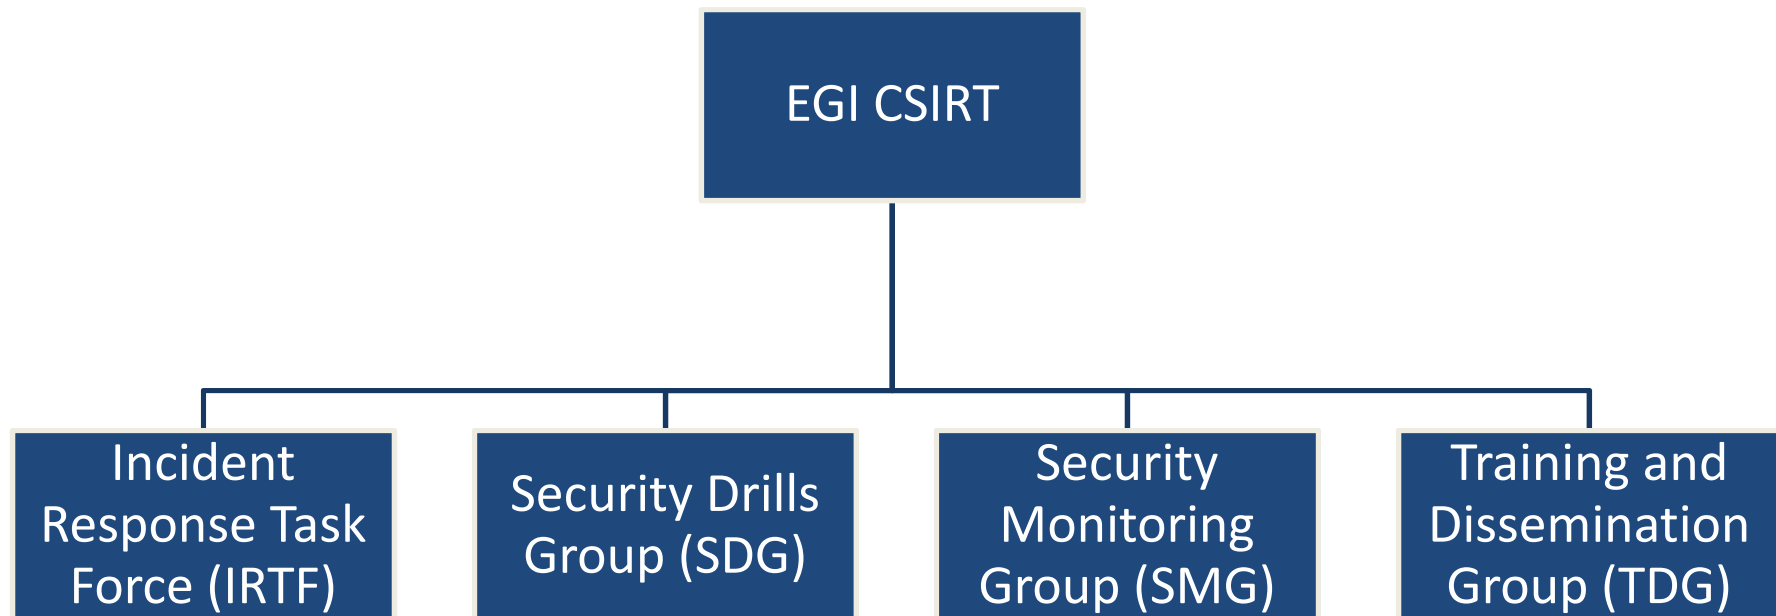 EGI CSIRT
Incident
Response Task
Force (IRTF)
Security Drills
Group (SDG)
Security
Monitoring
Group (SMG)
Training and
Dissemination
Group (TDG)